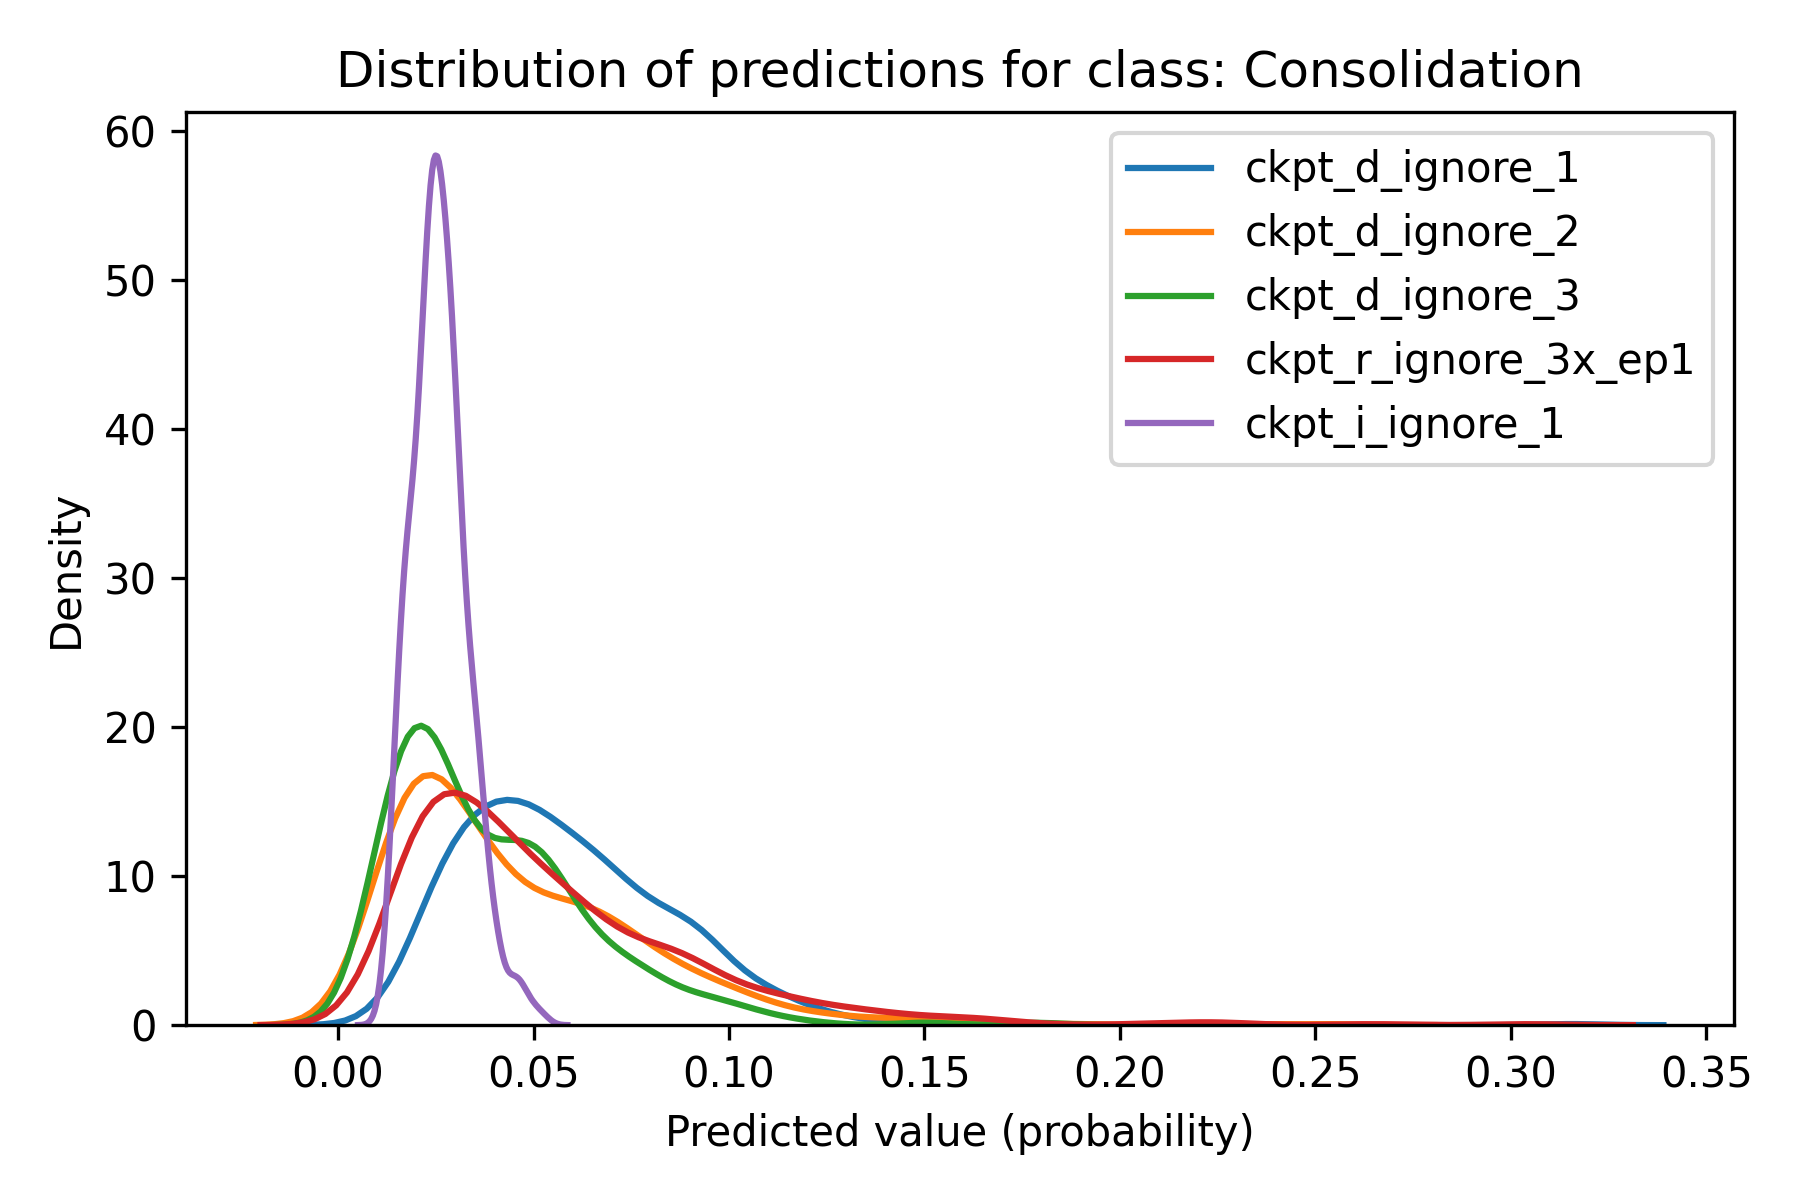 Distribution of predictions for class: Consolidation
60
50
40
30
20
10
0
Density
ckpt_d_ignore_1
ckpt_d_ignore_2
ckpt_d_ignore_3
ckpt_r_ignore_3x_ep1
ckpt_i_ignore_1
0.00 0.05 0.10 0.15 0.20 0.25 0.30 0.35
Predicted value (probability)